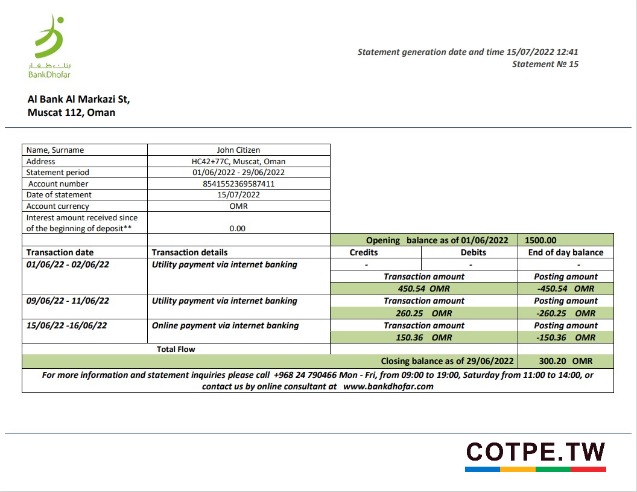 Statement generation date and time 15/07/2022 12:41
Statement № 15
BankDhofar
Al Bank Al Markazi St,
Muscat 112, Oman
Name, Surname John Citizen
Address HC42+77C, Muscat, Oman
Statement period 01/06/2022 - 29/06/2022
Account number 8541552369587411
Date of statement 15/07/2022
Account currency OMR
Interest amount received since
of the beginning of deposit** 0.00
Opening balance as of 01/06/2022 1500.00
Transaction date Transaction details Credits Debits End of day balance
01/06/22 - 02/06/22 Utility payment via internet banking - - -
Transaction amount Posting amount
450.54 OMR -450.54 OMR
09/06/22 - 11/06/22 Utility payment via internet banking Transaction amount Posting amount
260.25 OMR -260.25 OMR
15/06/22 -16/06/22 Online payment via internet banking Transaction amount Posting amount
150.36 OMR -150.36 OMR
Total Flow
Closing balance as of 29/06/2022 300.20 OMR
For more information and statement inquiries please call +968 24 790466 Mon - Fri, from 09:00 to 19:00, Saturday from 11:00 to 14:00, or
contact us by online consultant at www.bankdhofar.com
COTPE.TW